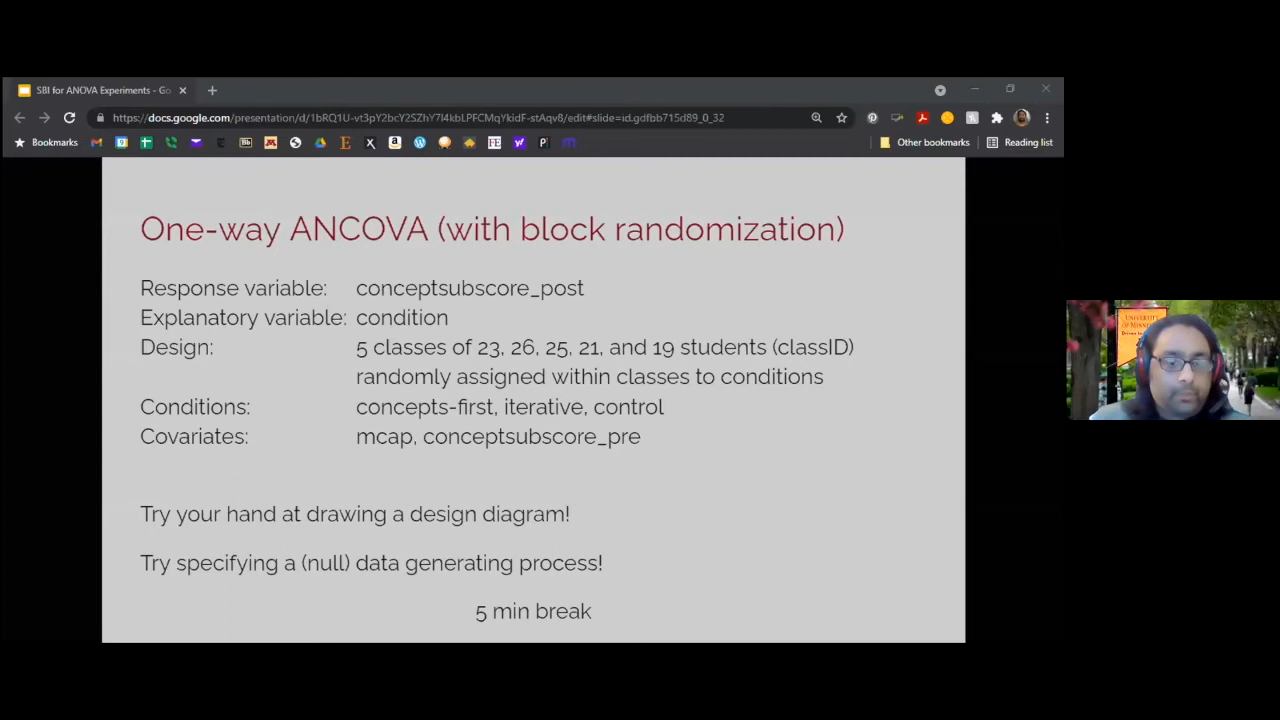 SBI for ANOVA Experiments - Go
https://docs.google.com/presentation/d/1bRQ1U-vt3pY2bcY2SZhY7l4kbLPFCMqYkidF-stAqv8/edit#slide=id.gdfbb715d89_0_32
Bookmarks
Other bookmarks
Reading list
One-way ANCOVA (with block randomization)
Response variable: conceptsubscore_post
Explanatory variable: condition
Design: 5 classes of 23, 26, 25, 21, and 19 students (classID)
randomly assigned within classes to conditions
Conditions: concepts-first, iterative, control
Covariates: mcap, conceptsubscore_pre
Try your hand at drawing a design diagram!
Try specifying a (null) data generating process!
5 min break